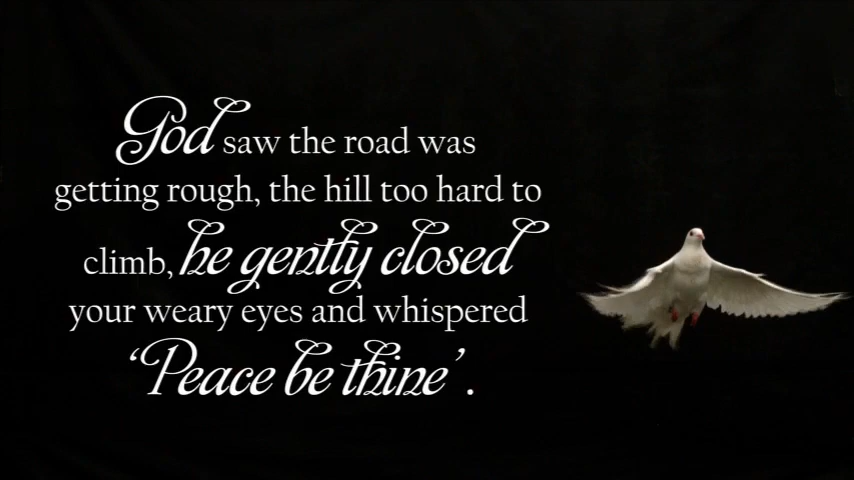 God saw the road was
getting rough, the hill too hard to
climb, he gently closed
your weary eyes and whispered
‘Peace be thine’.